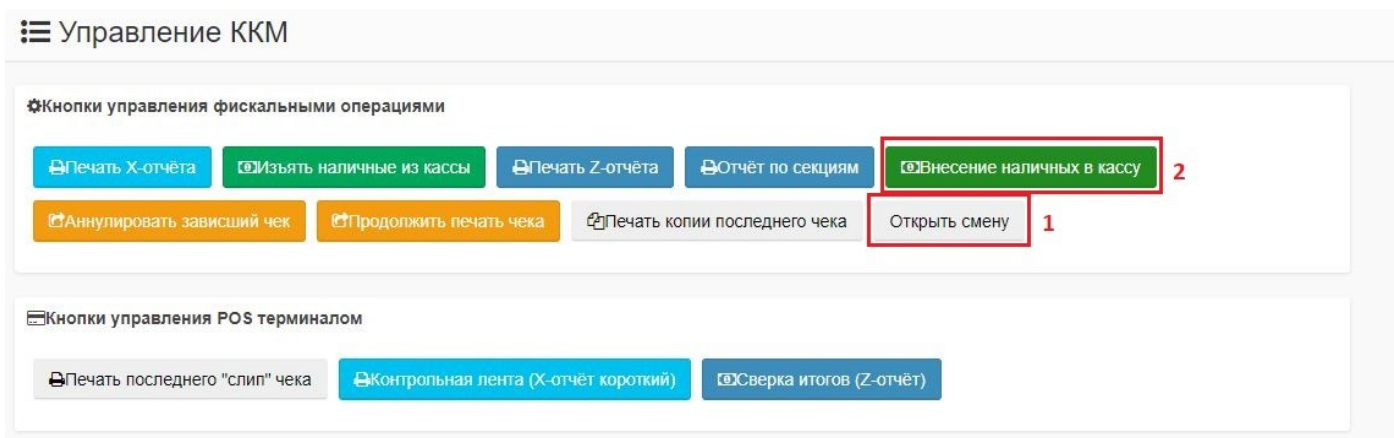 Управление ККМ
Кнопки управления фискальными операциями
Печать X-отчёта Изъять наличные из кассы Печать Z-отчёта Отчёт по секциям Внесение наличных в кассу 2
Аннулировать зависший чек Продолжить печать чека Печать копии последнего чека Открыть смену 1
Кнопки управления POS терминалом
Печать последнего "слип" чека Контрольная лента (X-отчёт короткий) Сверка итогов (Z-отчёт)